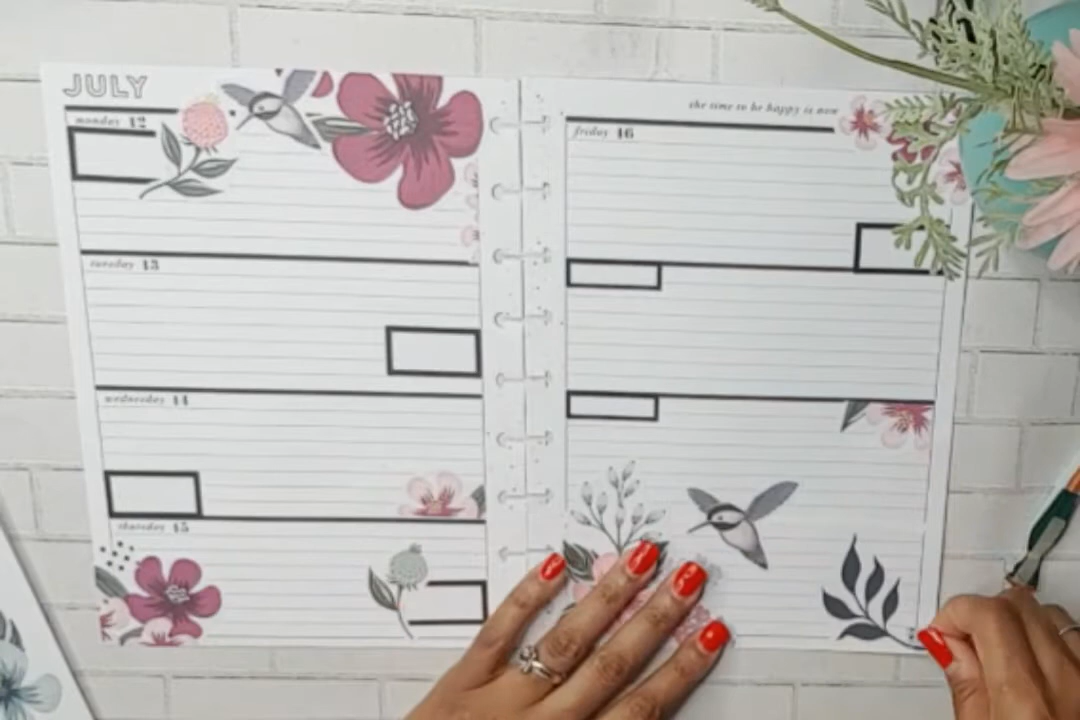 JULY
monday 12
tuesday 13
wednesday 14
thursday 15
the time to be happy is now
friday 16